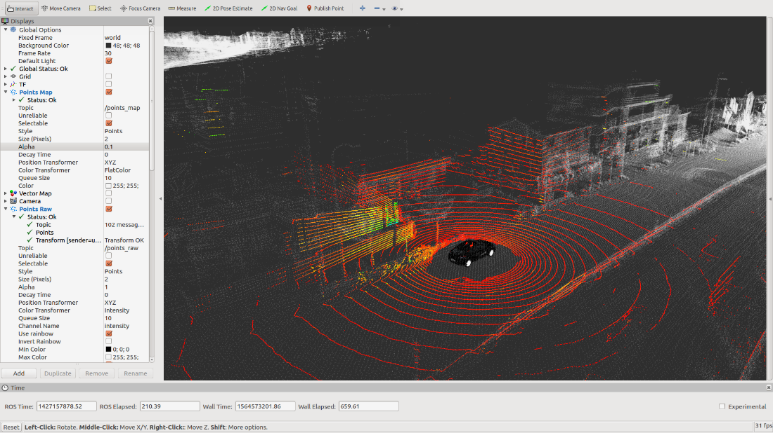 Interact Move Camera Select Focus Camera Measure 2D Pose Estimate 2D Nav Goal Publish Point
Displays
Global Options
Fixed Frame world
Background Color 48; 48; 48
Frame Rate 30
Default Light
Global Status: Ok
Grid
TF
Points Map
Status: Ok
Topic /points_map
Unreliable
Selectable
Style Points
Size (Pixels) 2
Alpha 0.1
Decay Time 0
Position Transformer XYZ
Color Transformer FlatColor
Queue Size 10
Color 255; 255;
Vector Map
Camera
Points Raw
Status: Ok
Topic 102 messag...
Points
Transform [sender=u... Transform OK
Topic /points_raw
Unreliable
Selectable
Style Points
Size (Pixels) 2
Alpha 1
Decay Time 0
Position Transformer XYZ
Color Transformer Intensity
Queue Size 10
Channel Name intensity
Use rainbow
Invert Rainbow
Min Color 0; 0; 0
Max Color 255; 255;
Add Duplicate Remove Rename
Time
ROS Time: 1427157878.52 ROS Elapsed: 210.39 Wall Time: 1564573201.86 Wall Elapsed: 659.61 Experimental
Reset Left-Click: Rotate. Middle-Click: Move X/Y. Right-Click: Move Z. Shift: More options. 31 fps